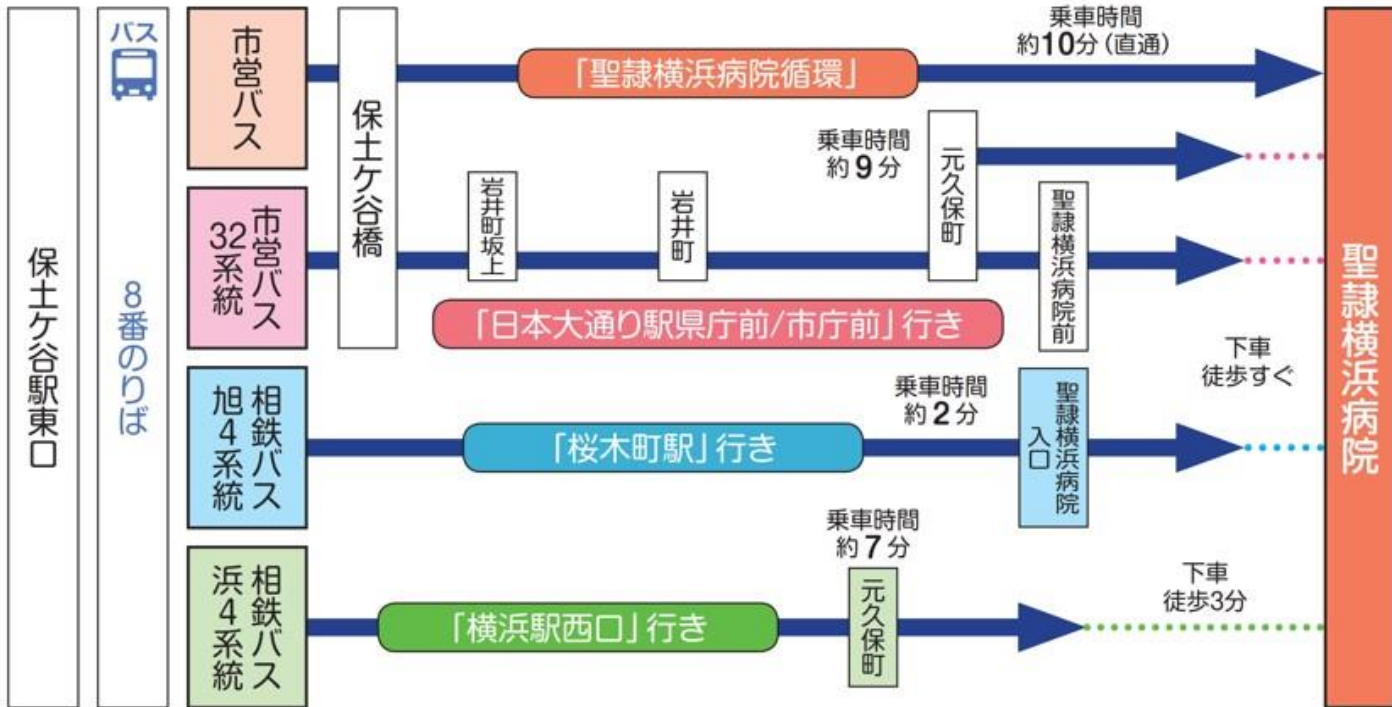 保土ケ谷駅東口
バス
8番のりば
市営バス
保土ケ谷橋
「聖隷横浜病院循環」
乗車時間
約10分(直通)
市営バス
32系統
岩井町坂上
岩井町
乗車時間
約9分
元久保町
聖隷横浜病院前
「日本大通り駅県庁前/市庁前」行き
下車
徒歩すぐ
相鉄バス
旭4系統
「桜木町駅」行き
乗車時間
約2分
聖隷横浜病院
入口
相鉄バス
浜4系統
「横浜駅西口」行き
乗車時間
約7分
元久保町
下車
徒歩3分
聖隷横浜病院